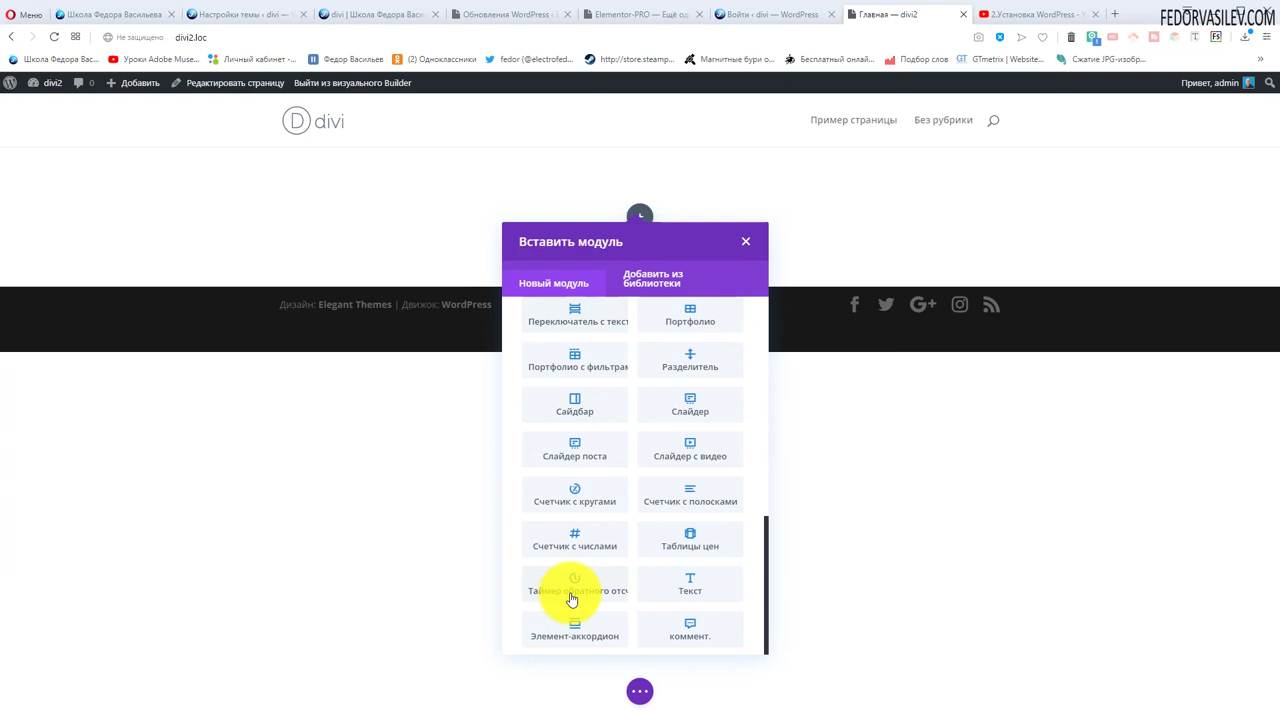 Меню
Школа Федора Васильева
Настройки темы ‹ divi —
divi | Школа Федора Васи
Обновления WordPress ‹
Elementor-PRO — Ещё од
Войти ‹ divi — WordPress
Главная — divi2
2.Установка WordPress - Y
FEDORVASILEV.COM
Не защищено
divi2.loc
Школа Федора Вас...
Уроки Adobe Muse...
Личный кабинет -...
Федор Васильев
(2) Одноклассники
fedor (@electrofed...
http://store.steamp...
Магнитные бури о...
Бесплатный онлай...
Подбор слов
GTmetrix | Website...
Сжатие JPG-изобр...
divi2
0
Добавить
Редактировать страницу
Выйти из визуального Builder
Привет, admin
divi
Пример страницы
Без рубрики
Вставить модуль
Новый модуль
Добавить из
библиотеки
Переключатель с текст
Портфолио
Портфолио с фильтрам
Разделитель
Сайдбар
Слайдер
Слайдер поста
Слайдер с видео
Счетчик с кругами
Счетчик с полосками
Счетчик с числами
Таблицы цен
Таймер обратного отсч
Текст
Элемент-аккордион
коммент.
Дизайн: Elegant Themes | Движок: WordPress